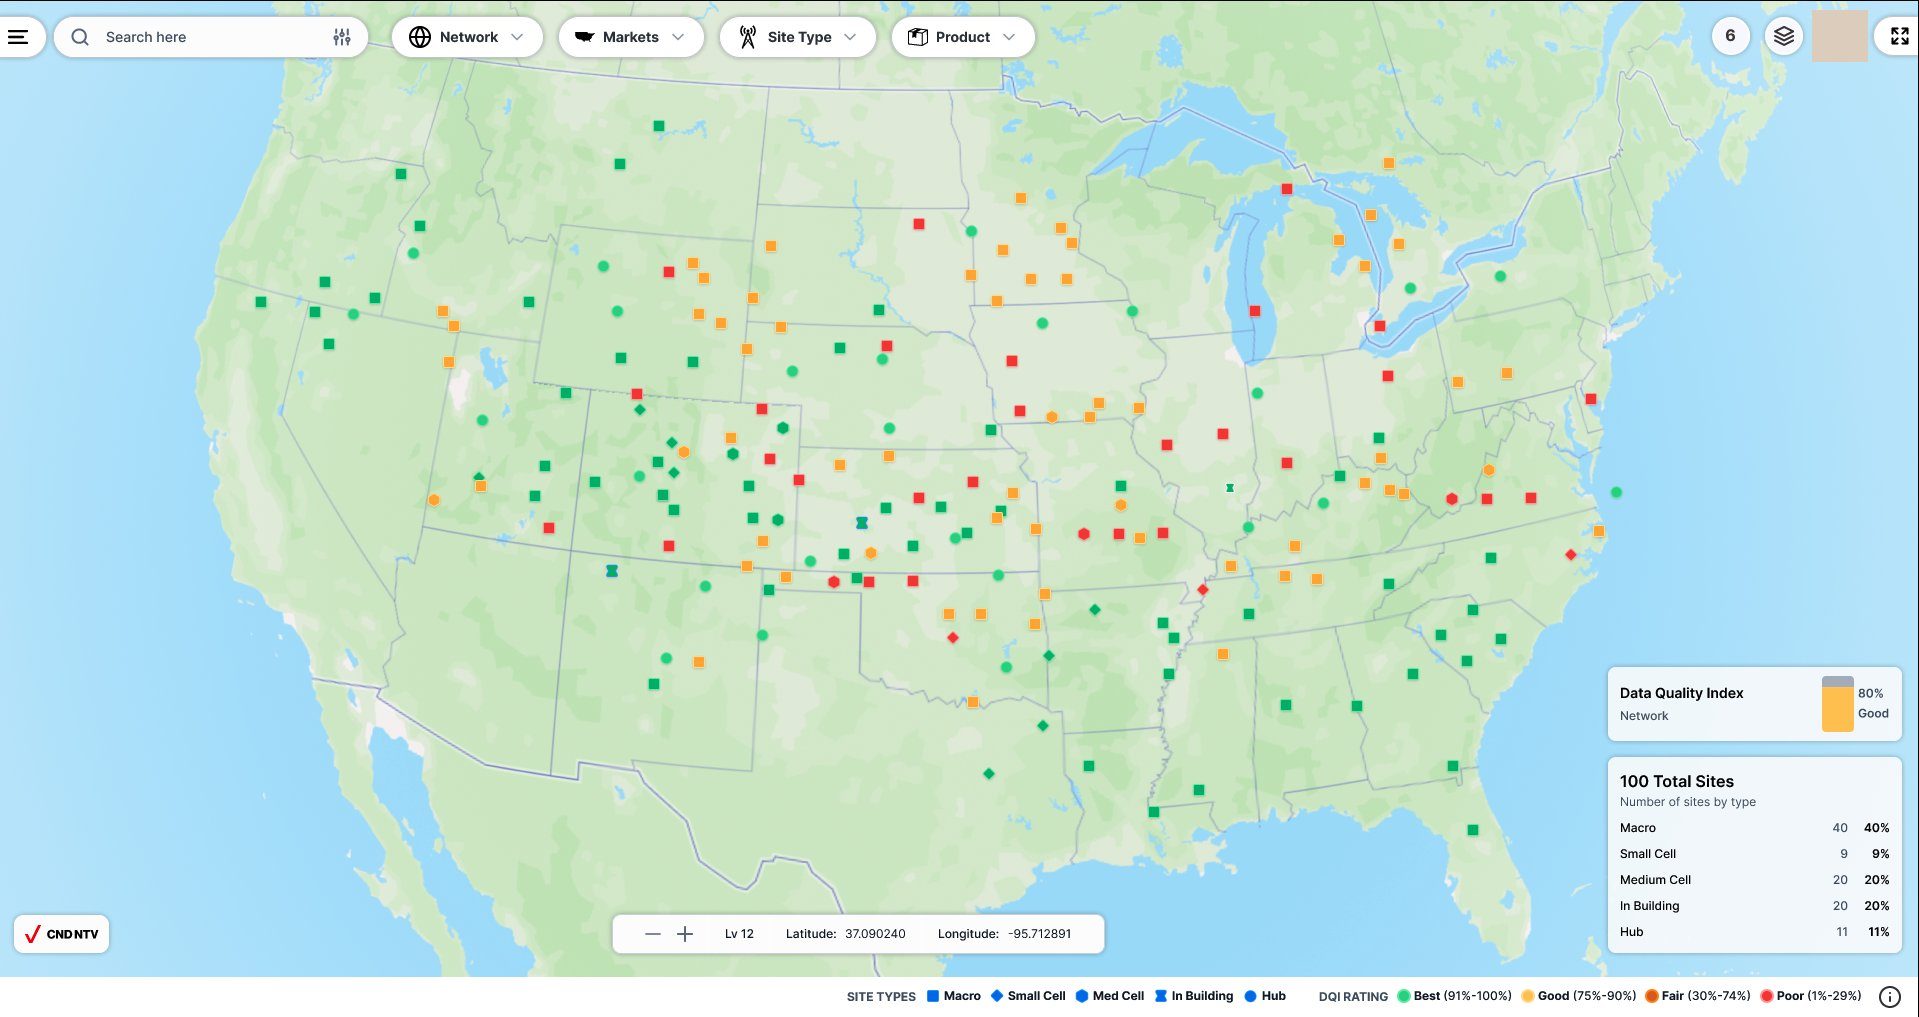 Search here
Network
Markets
Site Type
Product
6
Data Quality Index
Network
80%
Good
100 Total Sites
Number of sites by type
Macro 40 40%
Small Cell 9 9%
Medium Cell 20 20%
In Building 20 20%
Hub 11 11%
CND NTV
Lv 12 Latitude: 37.090240 Longitude: -95.712891
SITE TYPES Macro Small Cell Med Cell In Building Hub DQI RATING Best (91%-100%) Good (75%-90%) Fair (30%-74%) Poor (1%-29%)